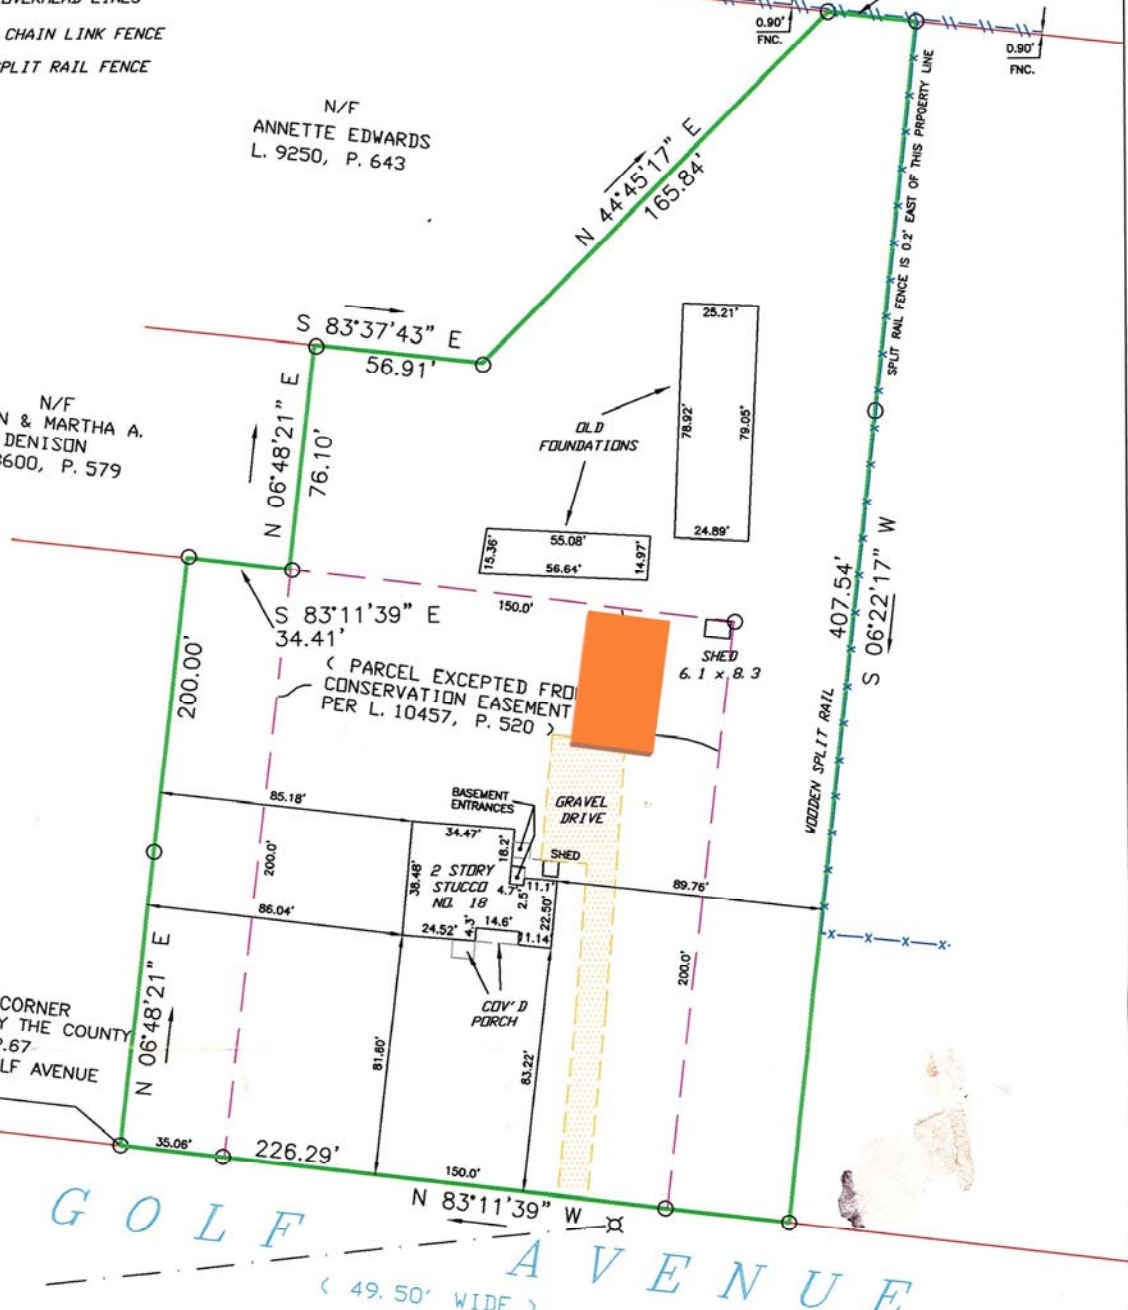 OVERHEAD LINES
CHAIN LINK FENCE
SPLIT RAIL FENCE
0.90'
FNC.
0.90'
FNC.
N/F
ANNETTE EDWARDS
L. 9250, P. 643
N 44°45'17" E
165.84'
SPLIT RAIL FENCE IS 0.2' EAST OF THIS PRPOERTY LINE
S 83°37'43" E
56.91'
25.21'
78.92'
79.05'
24.89'
N/F
N & MARTHA A.
DENISON
3600, P. 579
N 06°48'21" E
76.10'
OLD
FOUNDATIONS
15.36'
55.08'
56.64'
14.97'
407.54'
S 06°22'17" W
150.0'
S 83°11'39" E
34.41'
SHED
6.1 x 8.3
200.00'
( PARCEL EXCEPTED FRO
CONSERVATION EASEMENT
PER L. 10457, P. 520 )
WOODEN SPLIT RAIL
85.18'
BASEMENT
ENTRANCES
GRAVEL
DRIVE
34.47'
18.2'
SHED
200.0'
38.48'
2 STORY
STUCCO
NO. 18
4.7'
2.5'
11.1'
22.50'
89.76'
86.04'
24.52'
4.3'
14.6'
1.14'
200.0'
N 06°48'21" E
COV'D
PORCH
CORNER
Y THE COUNTY
P.67
LF AVENUE
81.80'
83.22'
35.06'
226.29'
150.0'
N 83°11'39" W
GOLF AVENUE
( 49.50' WIDE )